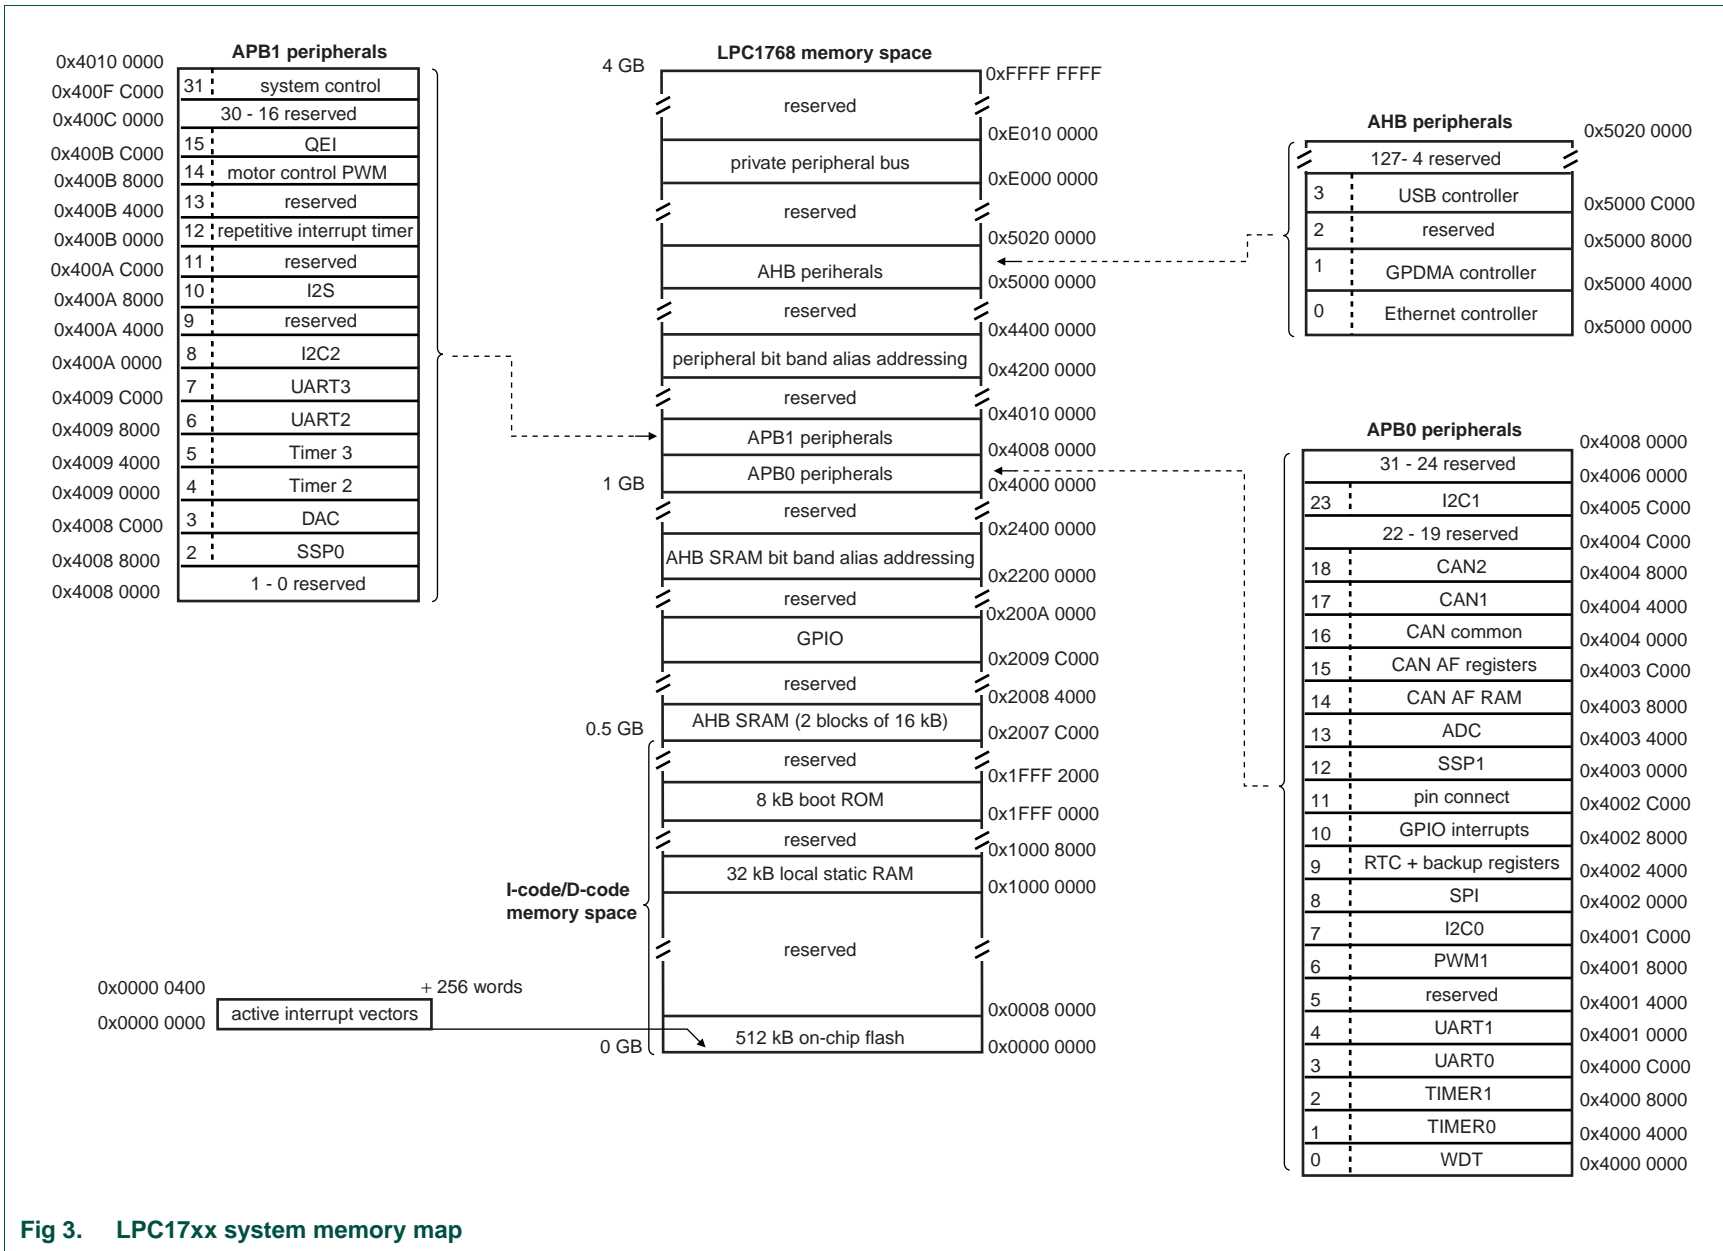 APB1 peripherals
0x4010 0000
31 system control
0x400F C000
30 - 16 reserved
0x400C 0000
15 QEI
0x400B C000
14 motor control PWM
0x400B 8000
13 reserved
0x400B 4000
12 repetitive interrupt timer
0x400B 0000
11 reserved
0x400A C000
10 I2S
0x400A 8000
9 reserved
0x400A 4000
8 I2C2
0x400A 0000
7 UART3
0x4009 C000
6 UART2
0x4009 8000
5 Timer 3
0x4009 4000
4 Timer 2
0x4009 0000
3 DAC
0x4008 C000
2 SSP0
0x4008 8000
1 - 0 reserved
0x4008 0000
0x0000 0400
+ 256 words
active interrupt vectors
0x0000 0000
LPC1768 memory space
4 GB
0xFFFF FFFF
reserved
0xE010 0000
private peripheral bus
0xE000 0000
reserved
0x5020 0000
AHB periherals
0x5000 0000
reserved
0x4400 0000
peripheral bit band alias addressing
0x4200 0000
reserved
0x4010 0000
APB1 peripherals
0x4008 0000
APB0 peripherals
1 GB
0x4000 0000
reserved
0x2400 0000
AHB SRAM bit band alias addressing
0x2200 0000
reserved
0x200A 0000
GPIO
0x2009 C000
reserved
0x2008 4000
AHB SRAM (2 blocks of 16 kB)
0.5 GB
0x2007 C000
reserved
0x1FFF 2000
8 kB boot ROM
0x1FFF 0000
reserved
0x1000 8000
32 kB local static RAM
0x1000 0000
I-code/D-code
memory space
reserved
0x0008 0000
512 kB on-chip flash
0 GB
0x0000 0000
AHB peripherals
0x5020 0000
127- 4 reserved
3 USB controller
0x5000 C000
2 reserved
0x5000 8000
1 GPDMA controller
0x5000 4000
0 Ethernet controller
0x5000 0000
APB0 peripherals
0x4008 0000
31 - 24 reserved
0x4006 0000
23 I2C1
0x4005 C000
22 - 19 reserved
0x4004 C000
18 CAN2
0x4004 8000
17 CAN1
0x4004 4000
16 CAN common
0x4004 0000
15 CAN AF registers
0x4003 C000
14 CAN AF RAM
0x4003 8000
13 ADC
0x4003 4000
12 SSP1
0x4003 0000
11 pin connect
0x4002 C000
10 GPIO interrupts
0x4002 8000
9 RTC + backup registers
0x4002 4000
8 SPI
0x4002 0000
7 I2C0
0x4001 C000
6 PWM1
0x4001 8000
5 reserved
0x4001 4000
4 UART1
0x4001 0000
3 UART0
0x4000 C000
2 TIMER1
0x4000 8000
1 TIMER0
0x4000 4000
0 WDT
0x4000 0000
Fig 3. LPC17xx system memory map